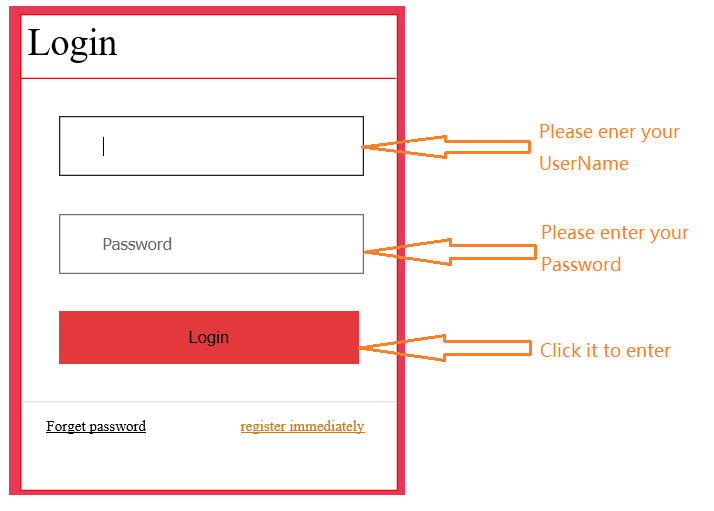 Login
Please ener your
UserName
Password
Please enter your
Password
Login
Click it to enter
Forget password
register immediately